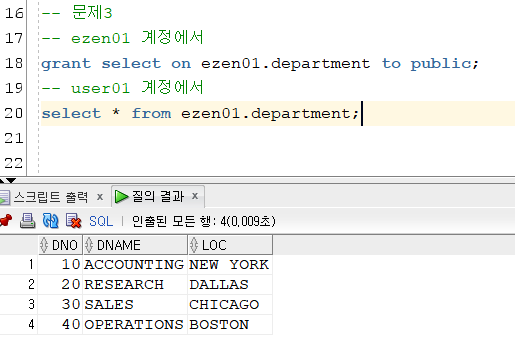 16 -- 문제3
17 -- ezen01 계정에서
18 grant select on ezen01.department to public;
19 -- user01 계정에서
20 select * from ezen01.department;
21
22
스크립트 출력 x 질의 결과 x
SQL | 인출된 모든 행: 4(0,009초)
DNO DNAME LOC
1 10 ACCOUNTING NEW YORK
2 20 RESEARCH DALLAS
3 30 SALES CHICAGO
4 40 OPERATIONS BOSTON